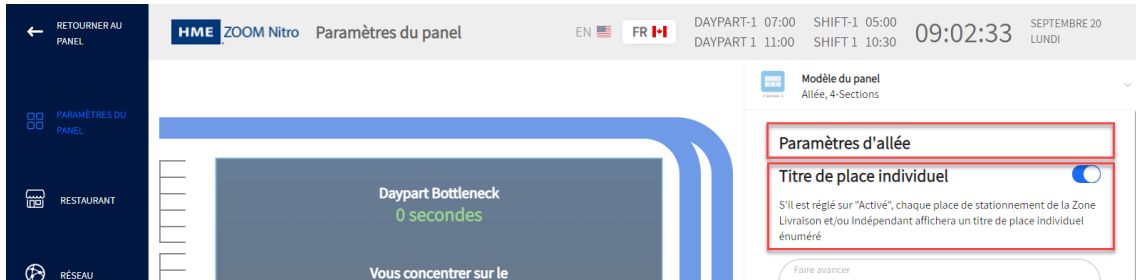 RETOURNER AU
PANEL
HME ZOOM Nitro Paramètres du panel
EN FR
DAYPART-1 07:00 SHIFT-1 05:00
DAYPART 1 11:00 SHIFT 1 10:30
09:02:33
SEPTEMBRE 20
LUNDI
PARAMÈTRES DU
PANEL
RESTAURANT
RÉSEAU
Daypart Bottleneck
0 secondes
Vous concentrer sur le
Modèle du panel
Allée, 4-Sections
Paramètres d'allée
Titre de place individuel
S'il est réglé sur "Activé", chaque place de stationnement de la Zone
Livraison et/ou Indépendant affichera un titre de place individuel
énuméré
Faire avancer